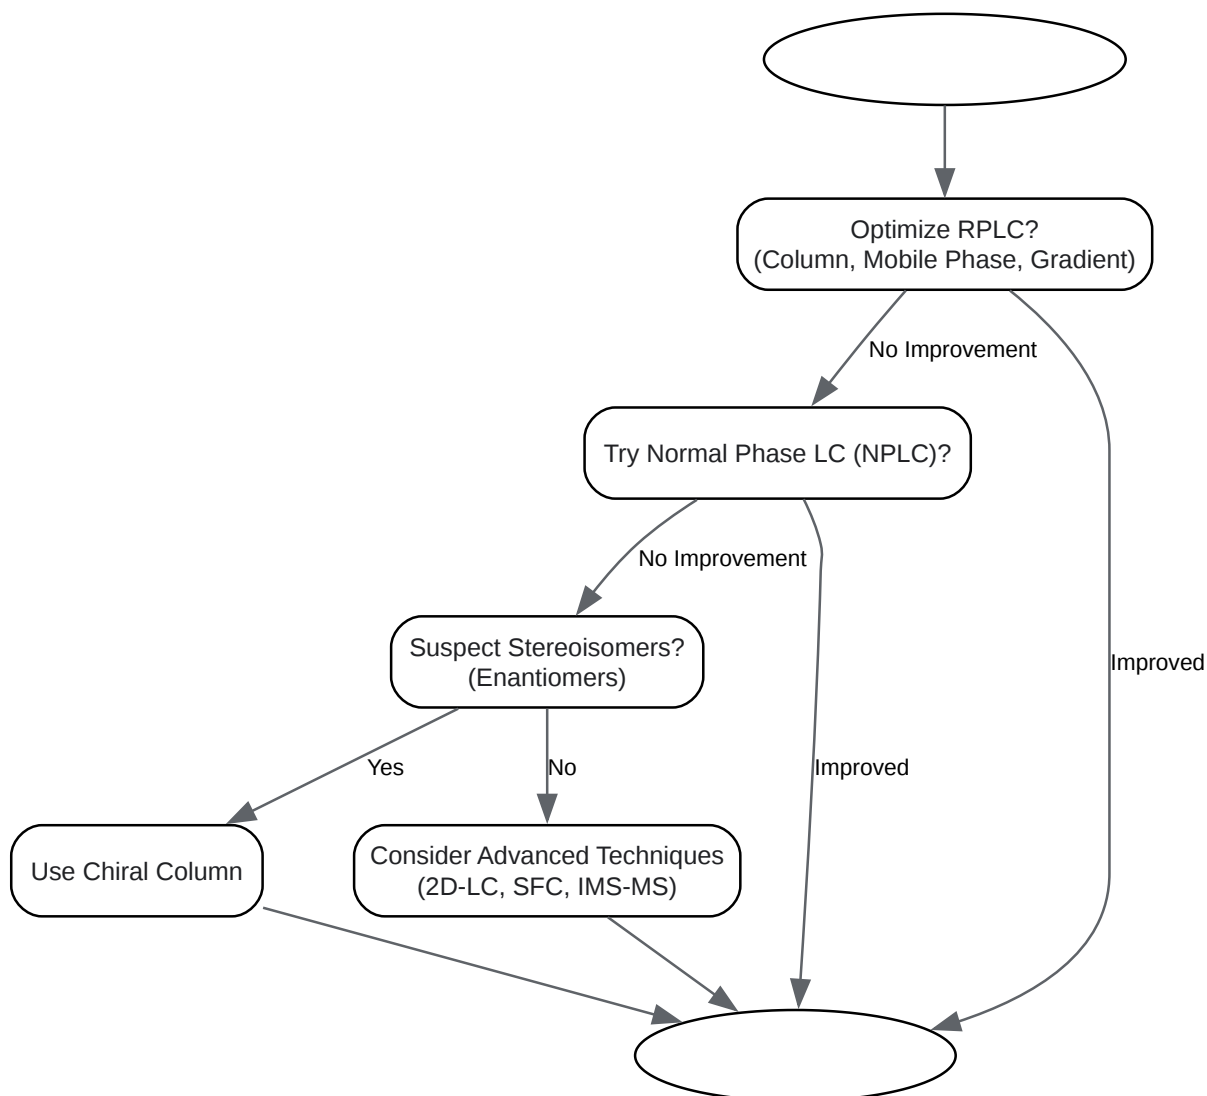 Optimize RPLC?
(Column, Mobile Phase, Gradient)
No Improvement
Try Normal Phase LC (NPLC)?
No Improvement
Suspect Stereoisomers?
(Enantiomers)
Improved
Yes
No
Improved
Use Chiral Column
Consider Advanced Techniques
(2D-LC, SFC, IMS-MS)